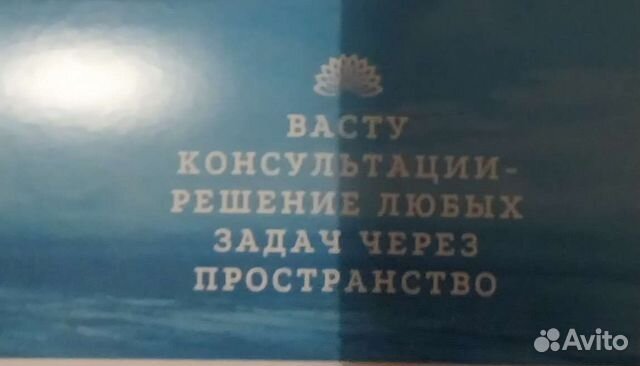 ВАСТУ
КОНСУЛЬТАЦИИ-
РЕШЕНИЕ ЛЮБЫХ
ЗАДАЧ ЧЕРЕЗ
ПРОСТРАНСТВО
Avito